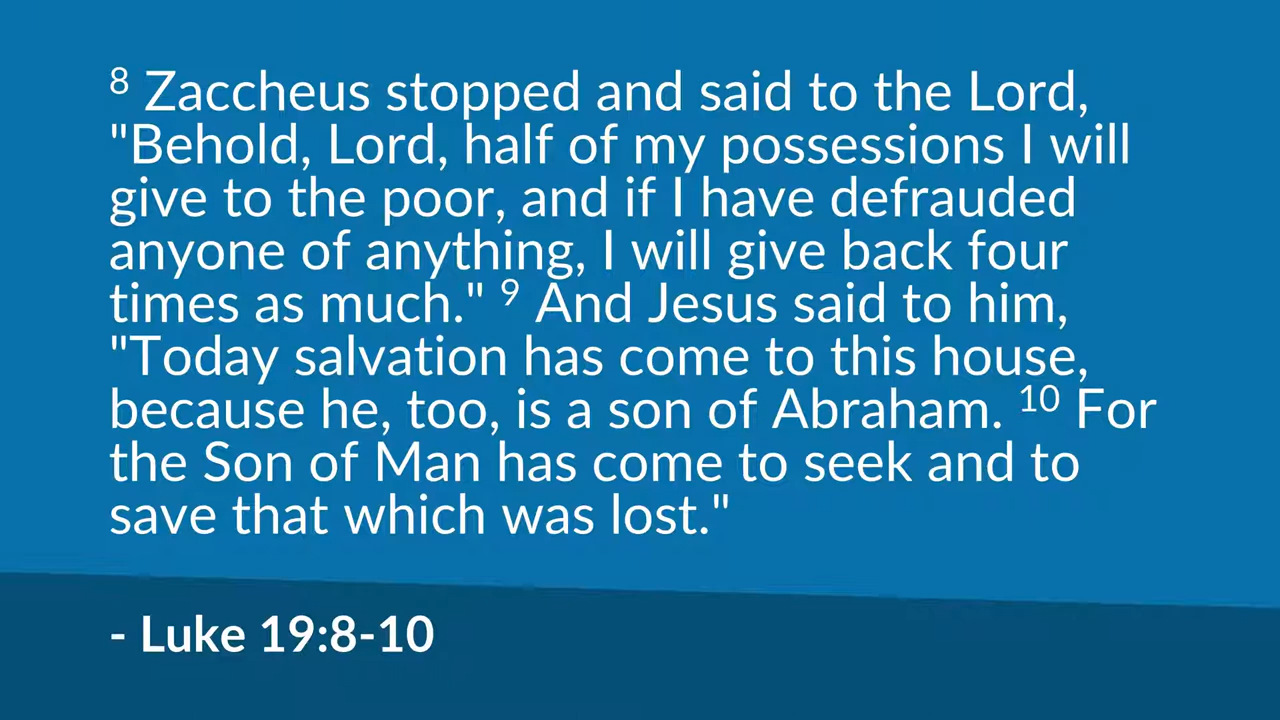 8 Zaccheus stopped and said to the Lord,
"Behold, Lord, half of my possessions I will
give to the poor, and if I have defrauded
anyone of anything, I will give back four
times as much." 9 And Jesus said to him,
"Today salvation has come to this house,
because he, too, is a son of Abraham. 10 For
the Son of Man has come to seek and to
save that which was lost."
- Luke 19:8-10